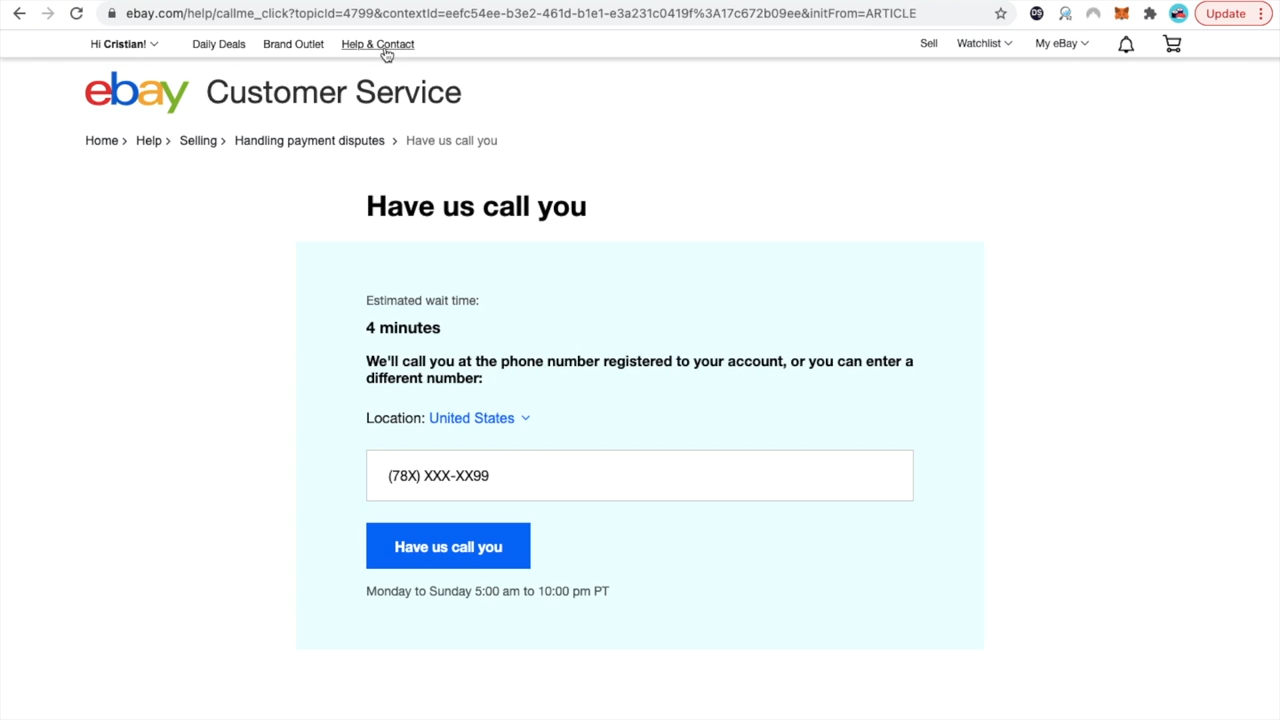 ebay.com/help/callme_click?topicId=4799&contextId=eefc54ee-b3e2-461d-b1e1-e3a231c0419f%3A17c672b09ee&initFrom=ARTICLE
Update
Hi Cristian!
Daily Deals
Brand Outlet
Help & Contact
Sell
Watchlist
My eBay
ebay Customer Service
Home > Help > Selling > Handling payment disputes > Have us call you
Have us call you
Estimated wait time:
4 minutes
We'll call you at the phone number registered to your account, or you can enter a
different number:
Location: United States
(78X) XXX-XX99
Have us call you
Monday to Sunday 5:00 am to 10:00 pm PT